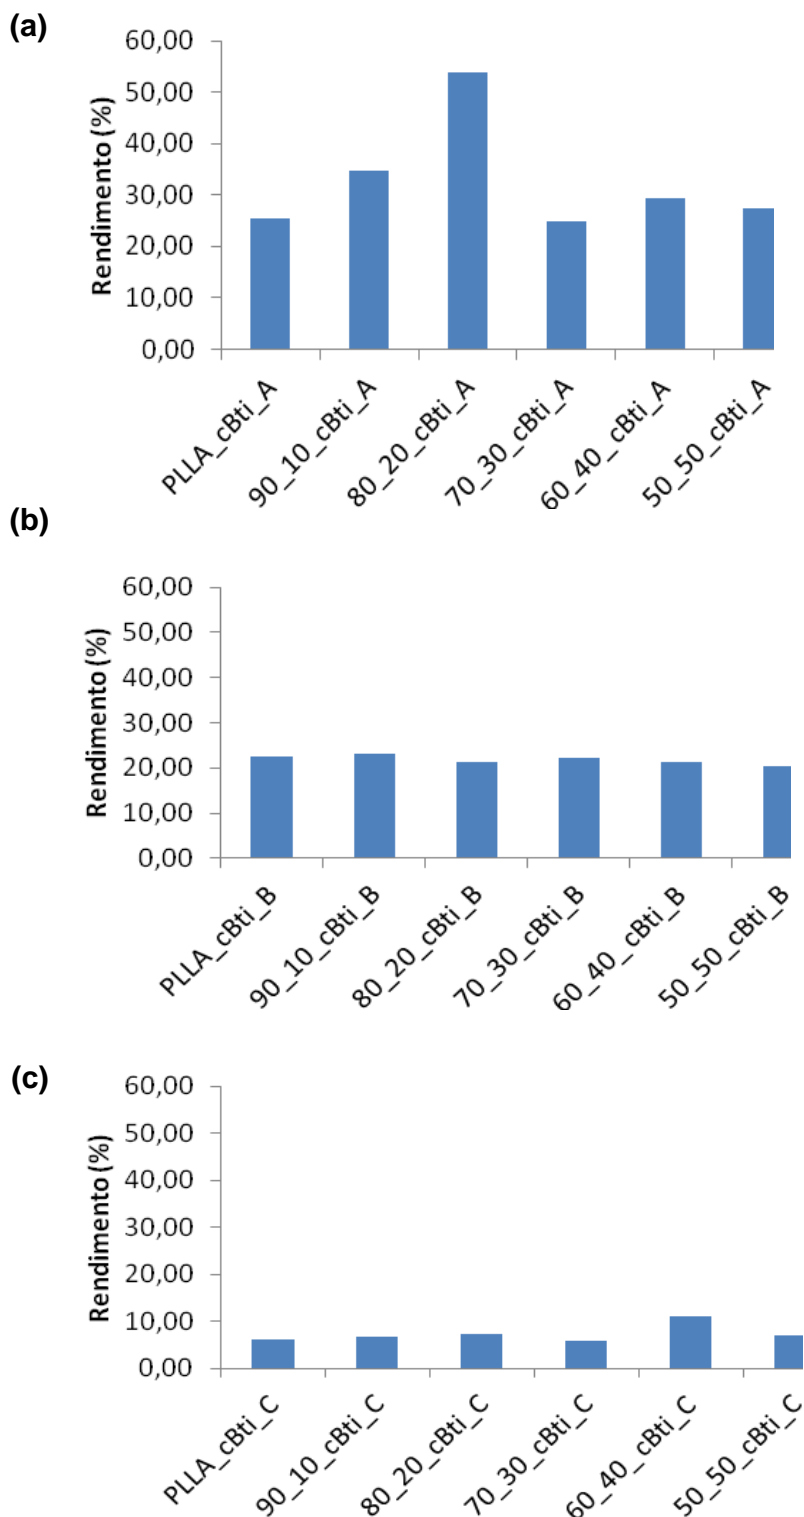 (a)
Rendimento (%)
60,00
50,00
40,00
30,00
20,00
10,00
0,00
PLLA_cBti_A
90_10_cBti_A
80_20_cBti_A
70_30_cBti_A
60_40_cBti_A
50_50_cBti_A
(b)
Rendimento (%)
60,00
50,00
40,00
30,00
20,00
10,00
0,00
PLLA_cBti_B
90_10_cBti_B
80_20_cBti_B
70_30_cBti_B
60_40_cBti_B
50_50_cBti_B
(c)
Rendimento (%)
60,00
50,00
40,00
30,00
20,00
10,00
0,00
PLLA_cBti_C
90_10_cBti_C
80_20_cBti_C
70_30_cBti_C
60_40_cBti_C
50_50_cBti_C